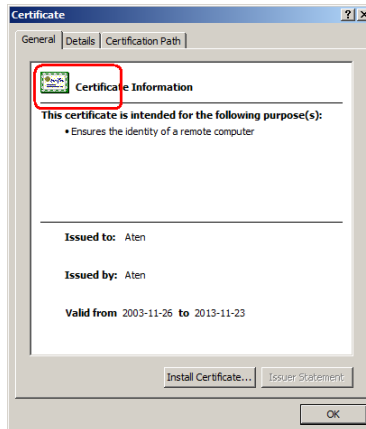 Certificate
General Details Certification Path
Certificate Information
This certificate is intended for the following purpose(s):
• Ensures the identity of a remote computer
Issued to: Aten
Issued by: Aten
Valid from 2003-11-26 to 2013-11-23
Install Certificate... Issuer Statement
OK